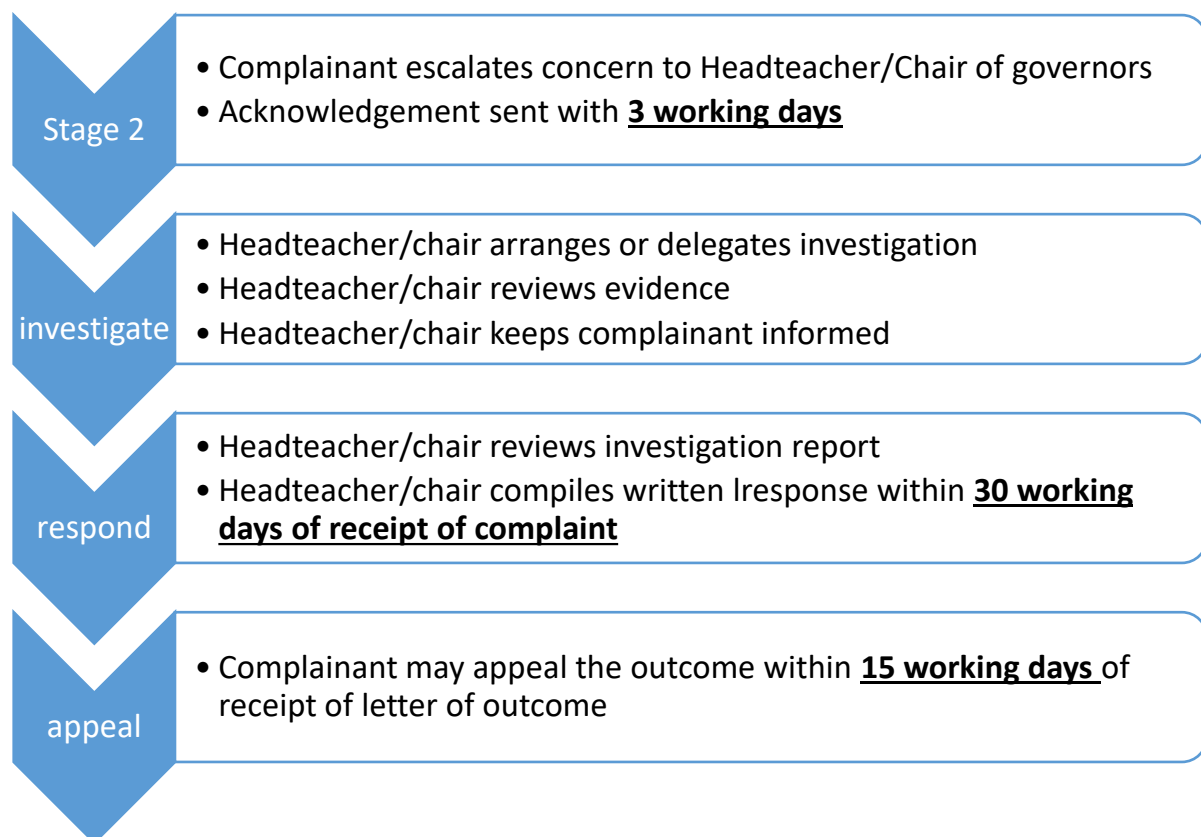 Stage 2
• Complainant escalates concern to Headteacher/Chair of governors
• Acknowledgement sent with 3 working days
investigate
• Headteacher/chair arranges or delegates investigation
• Headteacher/chair reviews evidence
• Headteacher/chair keeps complainant informed
respond
• Headteacher/chair reviews investigation report
• Headteacher/chair compiles written lresponse within 30 working
days of receipt of complaint
appeal
• Complainant may appeal the outcome within 15 working days of
receipt of letter of outcome